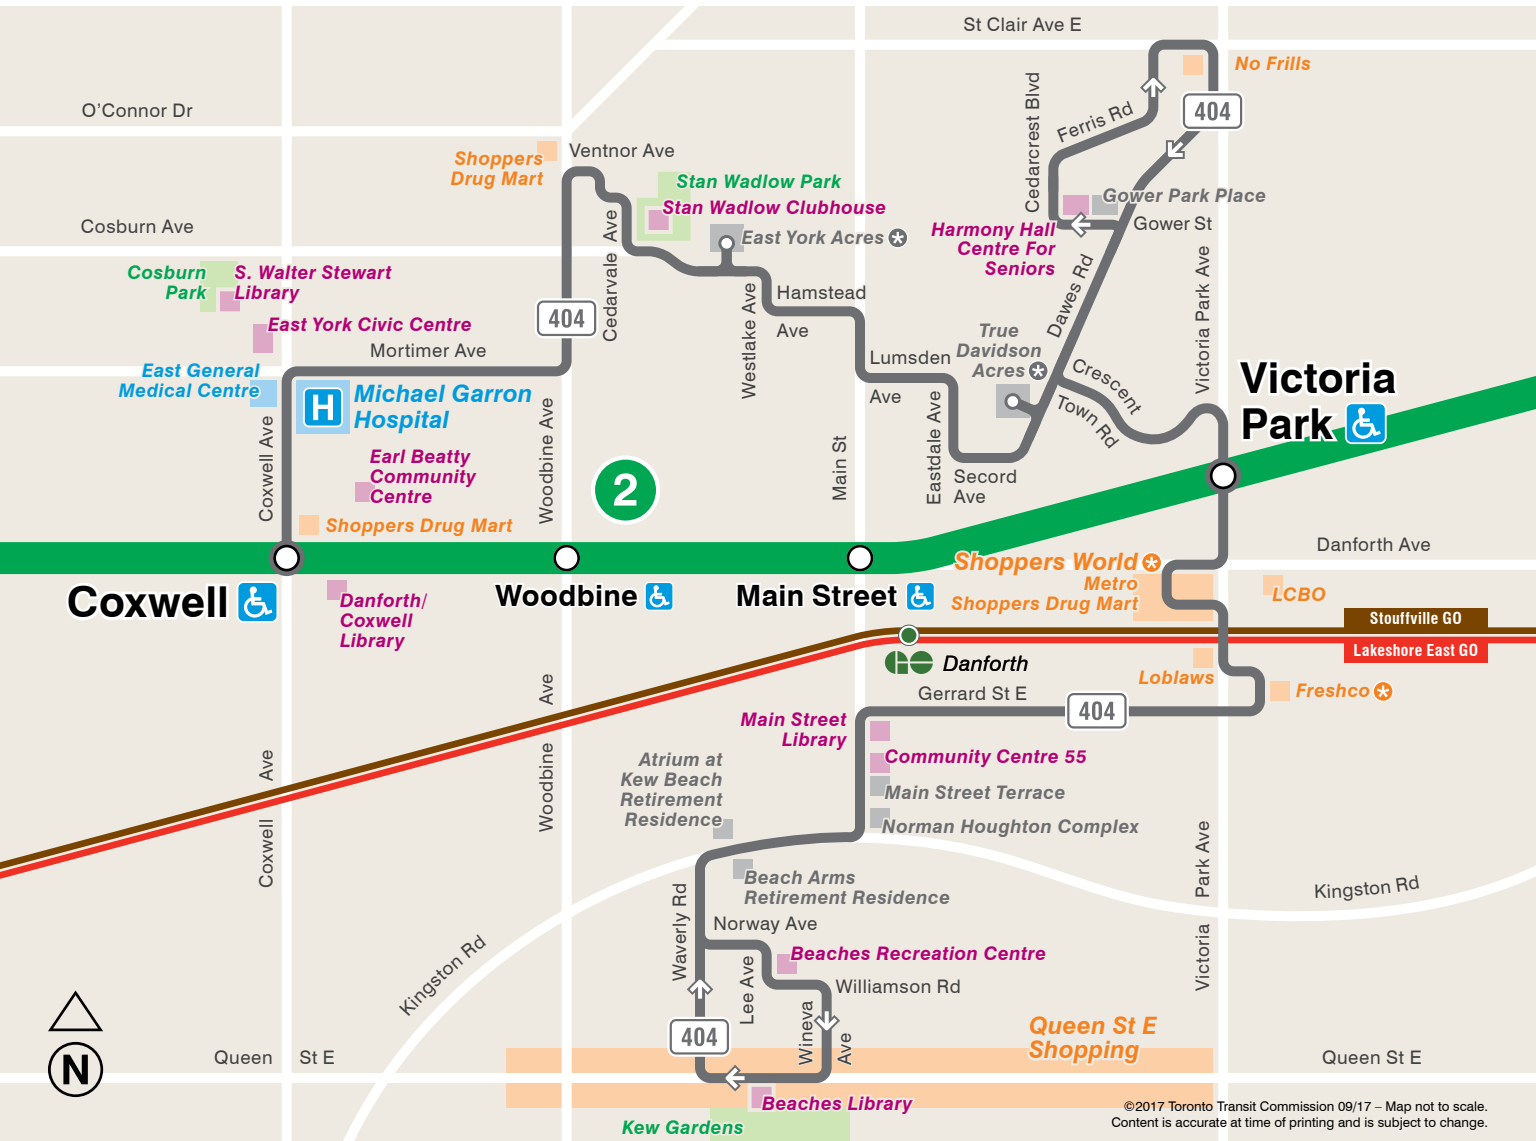 St Clair Ave E
No Frills
O'Connor Dr
Cedarcrest Blvd
Ferris Rd
404
Shoppers
Drug Mart
Ventnor Ave
Stan Wadlow Park
Stan Wadlow Clubhouse
Gower Park Place
Gower St
Cosburn Ave
Cedarvale Ave
East York Acres
Harmony Hall
Centre For
Seniors
Cosburn
Park
S. Walter Stewart
Library
East York Civic Centre
404
Westlake Ave
Hamstead
Ave
Dawes Rd
Victoria Park Ave
Mortimer Ave
True
Davidson
Acres
Lumsden
Ave
Crescent
Town Rd
East General
Medical Centre
H
Michael Garron
Hospital
Victoria
Park
Coxwell Ave
Woodbine Ave
Main St
Eastdale Ave
Earl Beatty
Community
Centre
2
Secord
Ave
Shoppers Drug Mart
Danforth Ave
Coxwell
Woodbine
Main Street
Shoppers World
Metro
Shoppers Drug Mart
LCBO
Danforth/
Coxwell
Library
Stouffville GO
Lakeshore East GO
GO
Danforth
Loblaws
Freshco
Gerrard St E
404
Woodbine Ave
Coxwell Ave
Main Street
Library
Community Centre 55
Atrium at
Kew Beach
Retirement
Residence
Main Street Terrace
Norman Houghton Complex
Victoria Park Ave
Beach Arms
Retirement Residence
Kingston Rd
Waverly Rd
Norway Ave
Kingston Rd
Beaches Recreation Centre
Lee Ave
Williamson Rd
Wineva Ave
404
Queen St E
Shopping
N
Queen St E
Queen St E
Beaches Library
Kew Gardens
©2017 Toronto Transit Commission 09/17 – Map not to scale.
Content is accurate at time of printing and is subject to change.